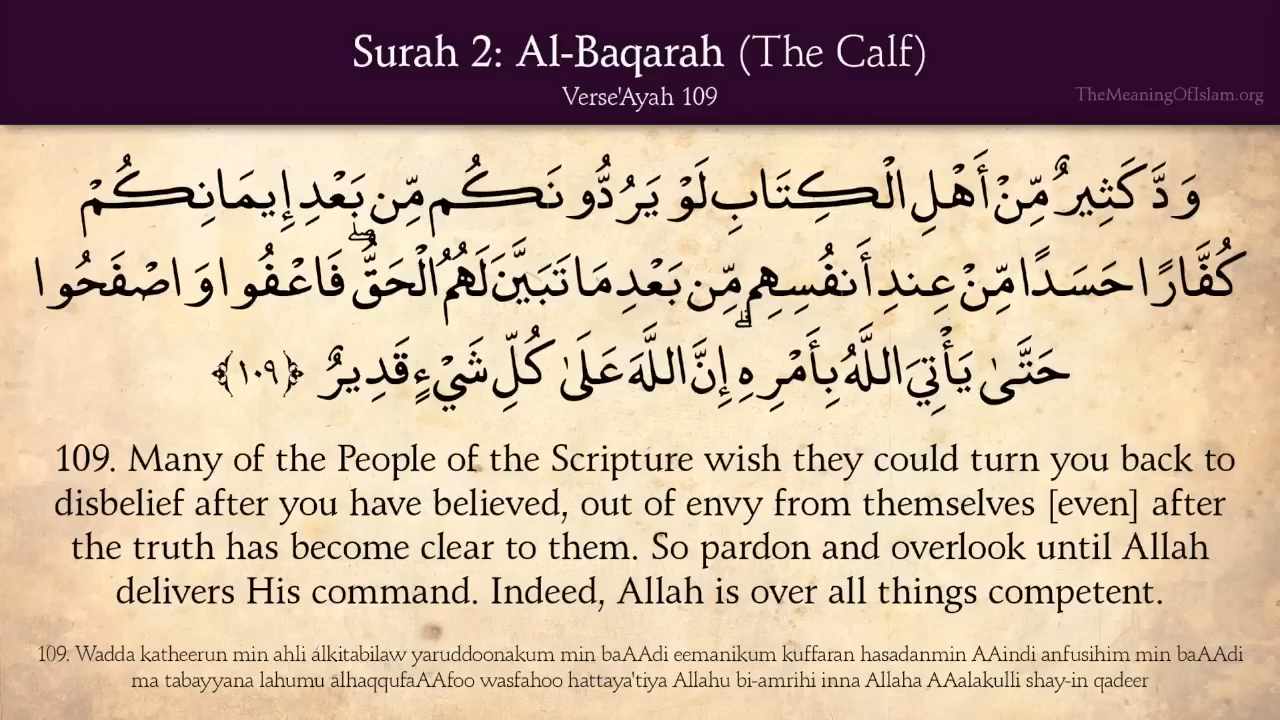 Surah 2: Al-Baqarah (The Calf)
Verse'Ayah 109
TheMeaningOfIslam.org
وَدَّ كَثِيرٌ مِّنْ أَهْلِ الْكِتَابِ لَوْ يَرُدُّونَكُم مِّن بَعْدِ إِيمَانِكُمْ
كُفَّارًا حَسَدًا مِّنْ عِندِ أَنفُسِهِم مِّن بَعْدِ مَا تَبَيَّنَ لَهُمُ الْحَقُّ ۖ فَاعْفُوا وَاصْفَحُوا
حَتَّىٰ يَأْتِيَ اللَّهُ بِأَمْرِهِ ۗ إِنَّ اللَّهَ عَلَىٰ كُلِّ شَيْءٍ قَدِيرٌ ﴿١٠٩﴾
109. Many of the People of the Scripture wish they could turn you back to
disbelief after you have believed, out of envy from themselves [even] after
the truth has become clear to them. So pardon and overlook until Allah
delivers His command. Indeed, Allah is over all things competent.
109. Wadda katheerun min ahli alkitabilaw yaruddoonakum min baAAdi eemanikum kuffaran hasadanmin AAindi anfusihim min baAAdi
ma tabayyana lahumu alhaqqufaAAfoo wasfahoo hattaya'tiya Allahu bi-amrihi inna Allaha AAalakulli shay-in qadeer